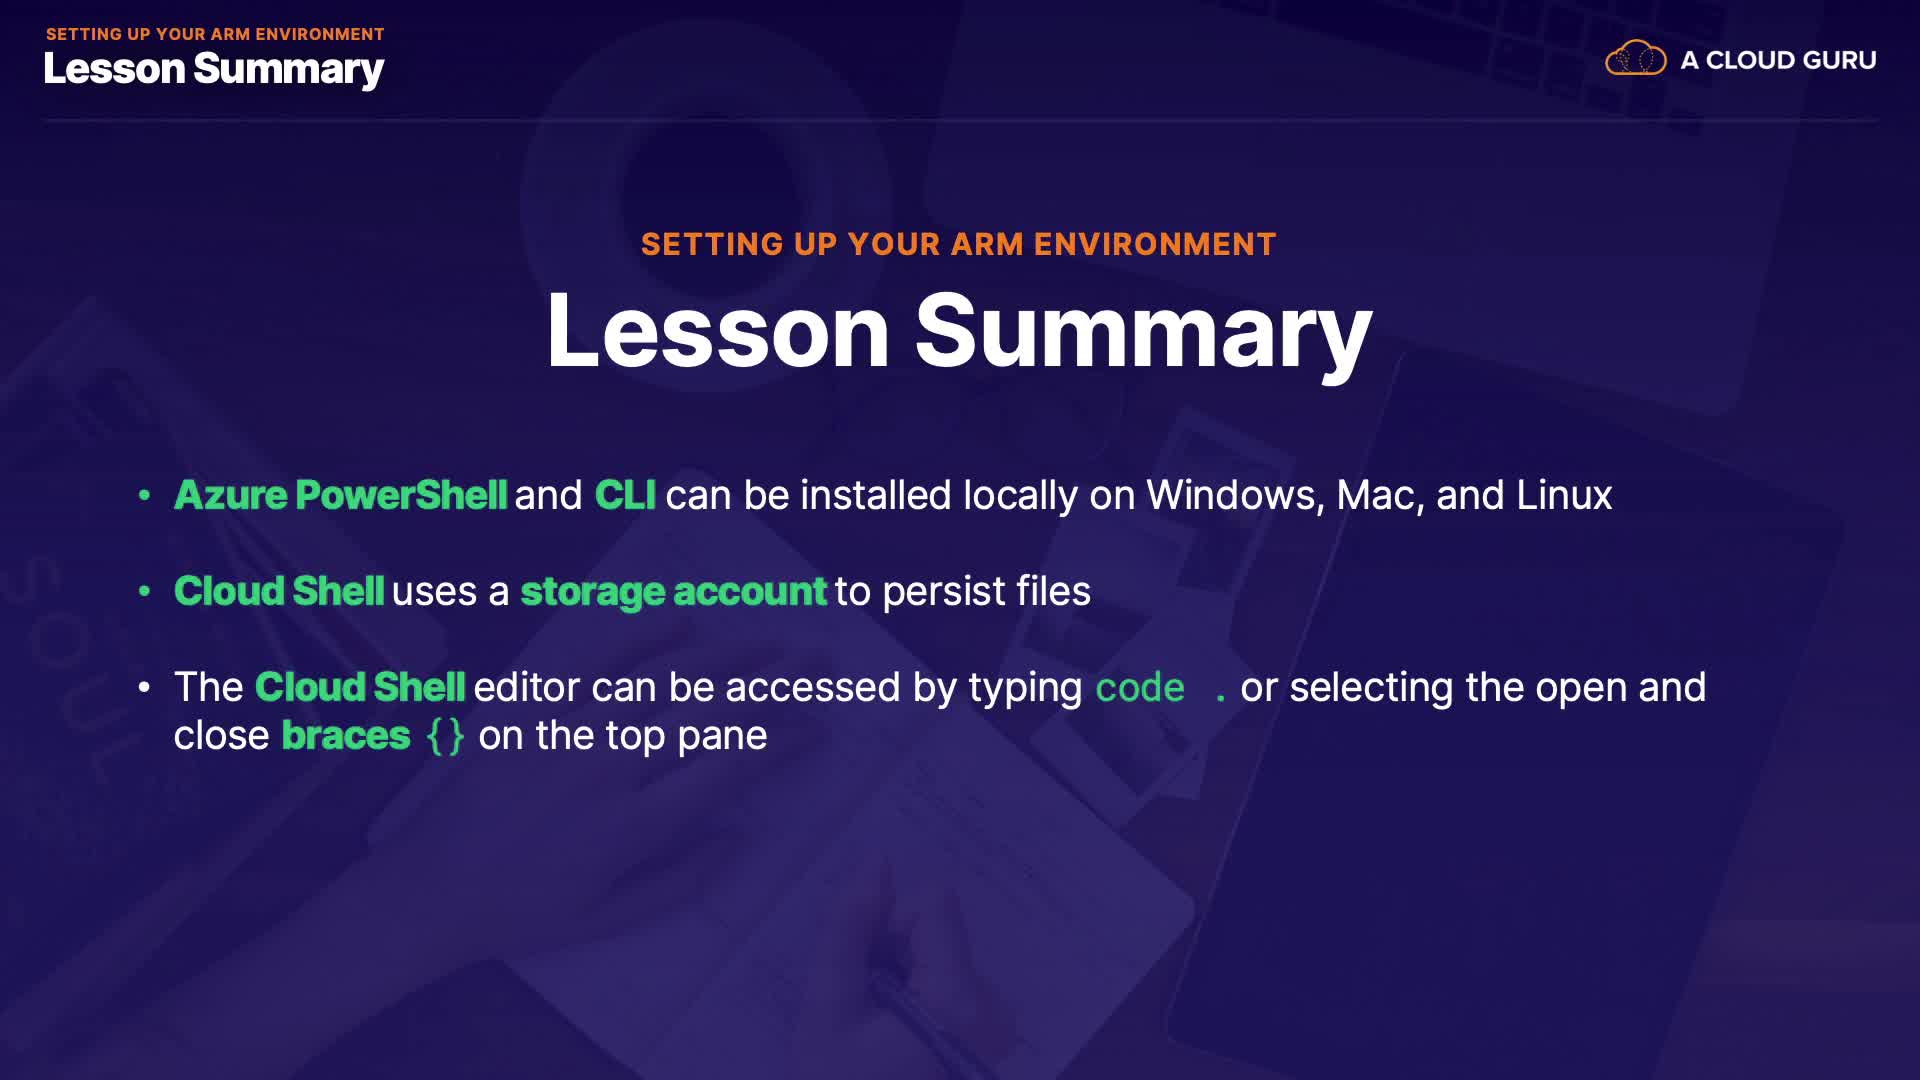 SETTING UP YOUR ARM ENVIRONMENT
Lesson Summary
A CLOUD GURU
SETTING UP YOUR ARM ENVIRONMENT
Lesson Summary
• Azure PowerShell and CLI can be installed locally on Windows, Mac, and Linux
• Cloud Shell uses a storage account to persist files
• The Cloud Shell editor can be accessed by typing code . or selecting the open and
close braces {} on the top pane
SOUL